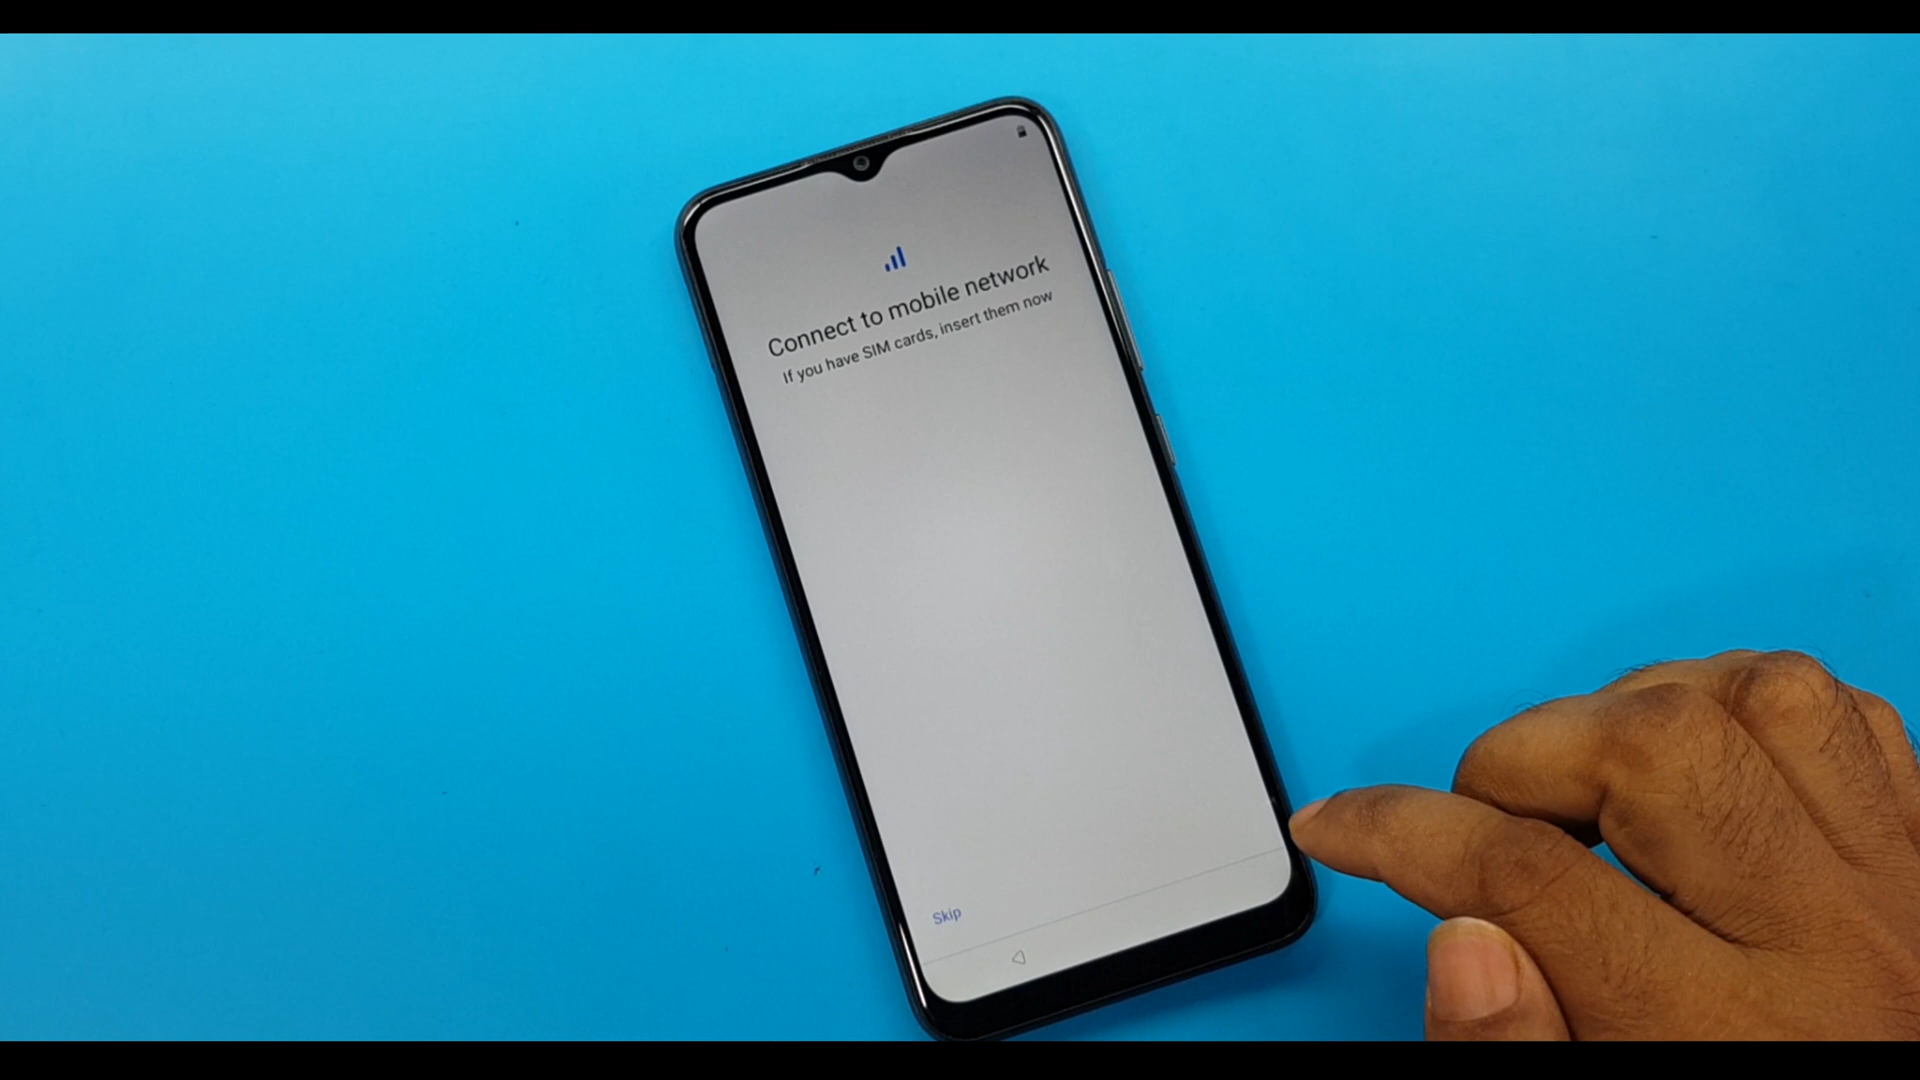 Connect to mobile network
If you have SIM cards, insert them now
Skip